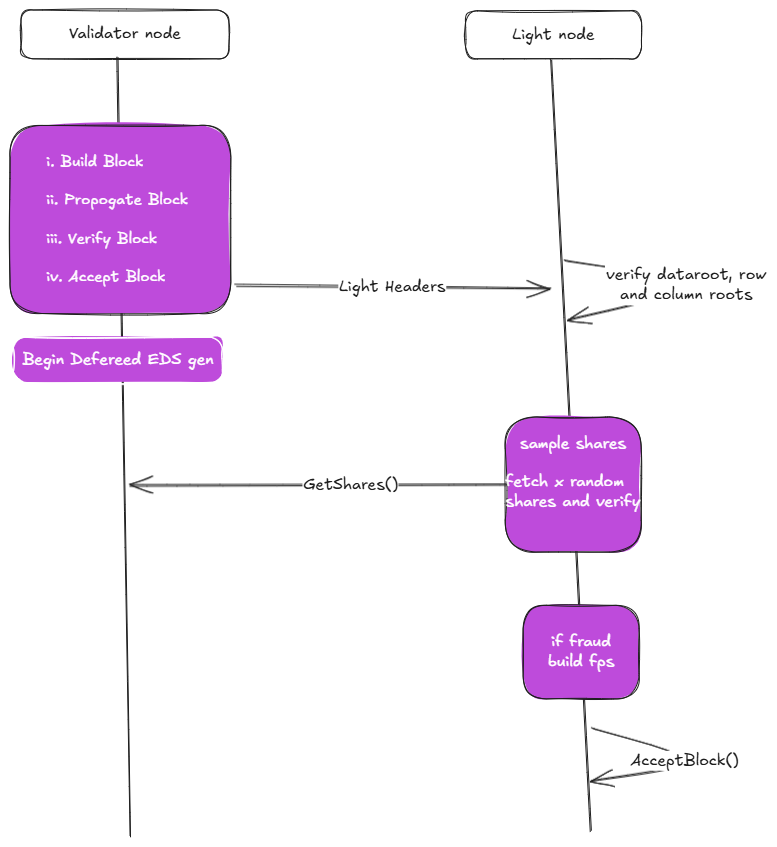 Validator node
Light node
i. Build Block
ii. Propogate Block
iii. Verify Block
iv. Accept Block
Light Headers
verify dataroot, row
and column roots
Begin Defereed EDS gen
sample shares
fetch x random
shares and verify
GetShares()
if fraud
build fps
AcceptBlock()